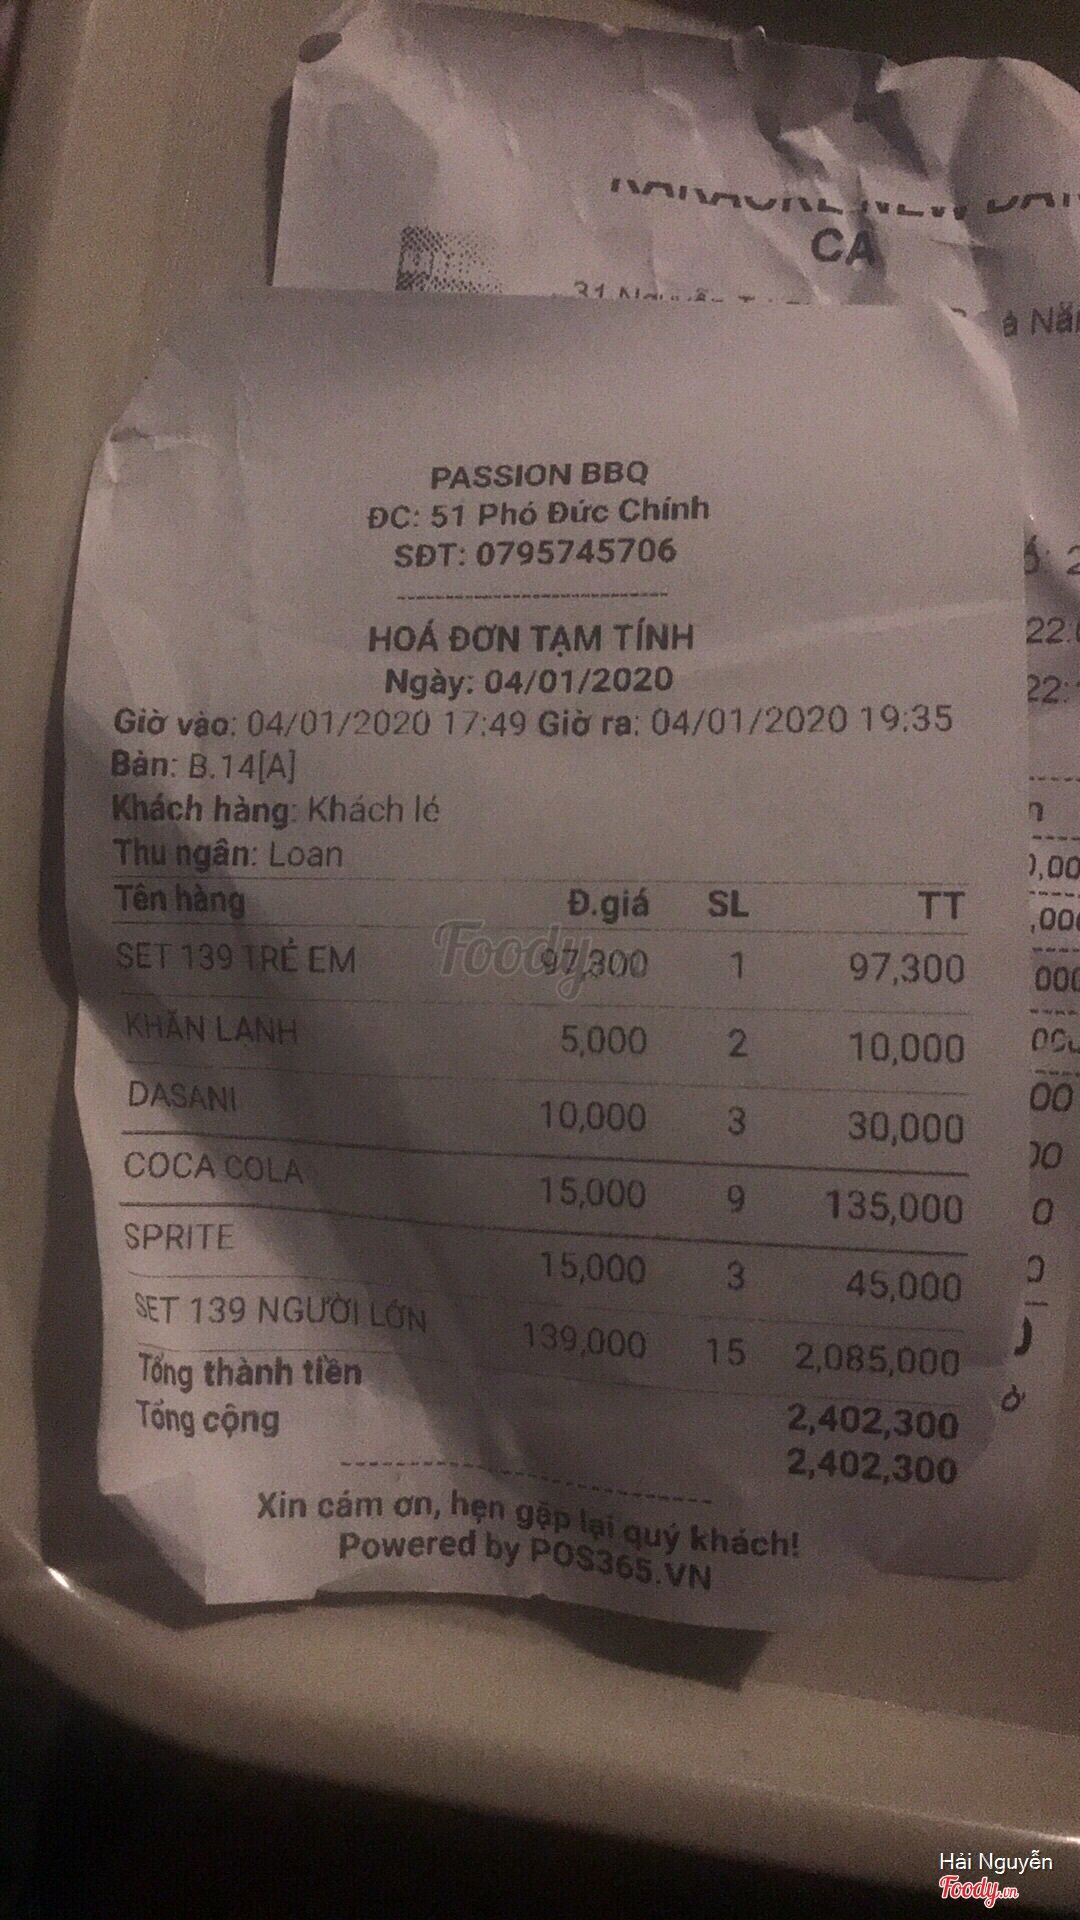 CA
PASSION BBQ
ĐC: 51 Phó Đức Chính
SĐT: 0795745706
HOÁ ĐƠN TẠM TÍNH
Ngày: 04/01/2020
Giờ vào: 04/01/2020 17:49 Giờ ra: 04/01/2020 19:35
Bàn: B.14[A]
Khách hàng: Khách lẻ
Thu ngân: Loan
Tên hàng Đ.giá SL TT
SET 139 TRẺ EM 97,300 1 97,300
KHĂN LẠNH 5,000 2 10,000
DASANI 10,000 3 30,000
COCA COLA 15,000 9 135,000
SPRITE 15,000 3 45,000
SET 139 NGƯỜI LỚN 139,000 15 2,085,000
Tổng thành tiền 2,402,300
Tổng cộng 2,402,300
Xin cám ơn, hẹn gặp lại quý khách!
Powered by POS365.VN
Foody.vn
Hải Nguyễn
Foody.vn